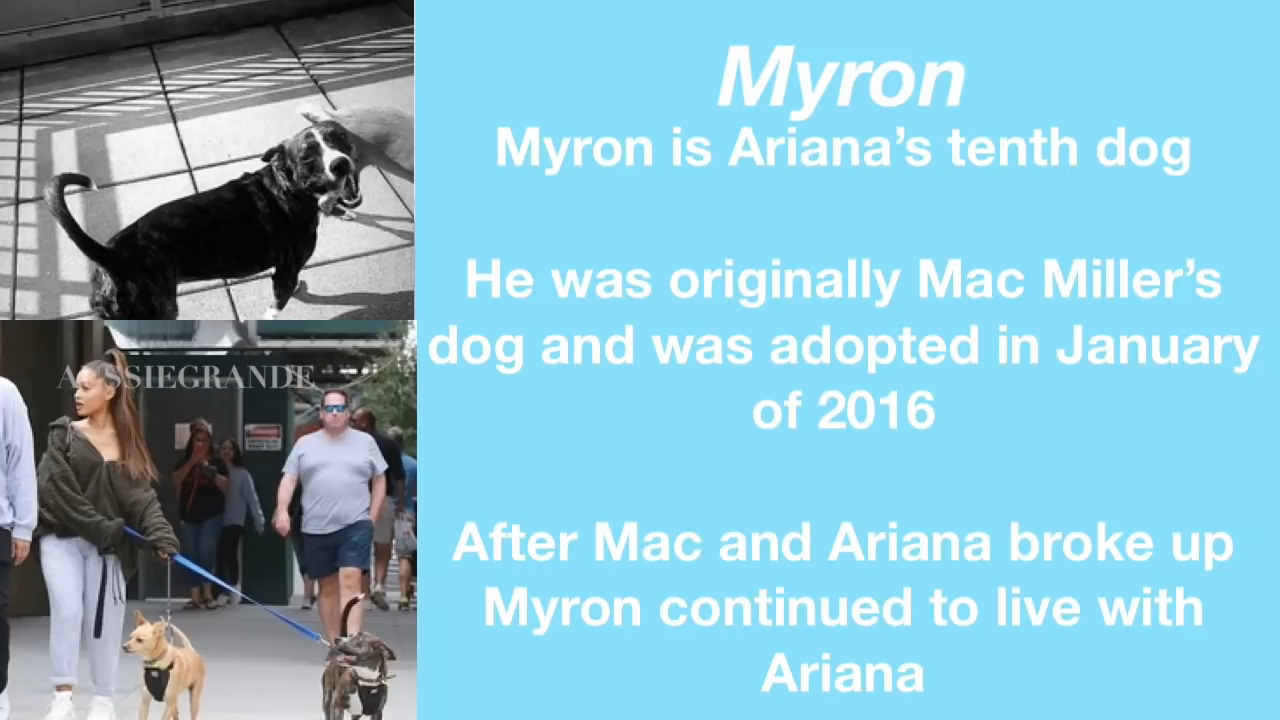 Myron
Myron is Ariana’s tenth dog
He was originally Mac Miller’s
dog and was adopted in January
of 2016
After Mac and Ariana broke up
Myron continued to live with
Ariana
AUSSIEGRANDE